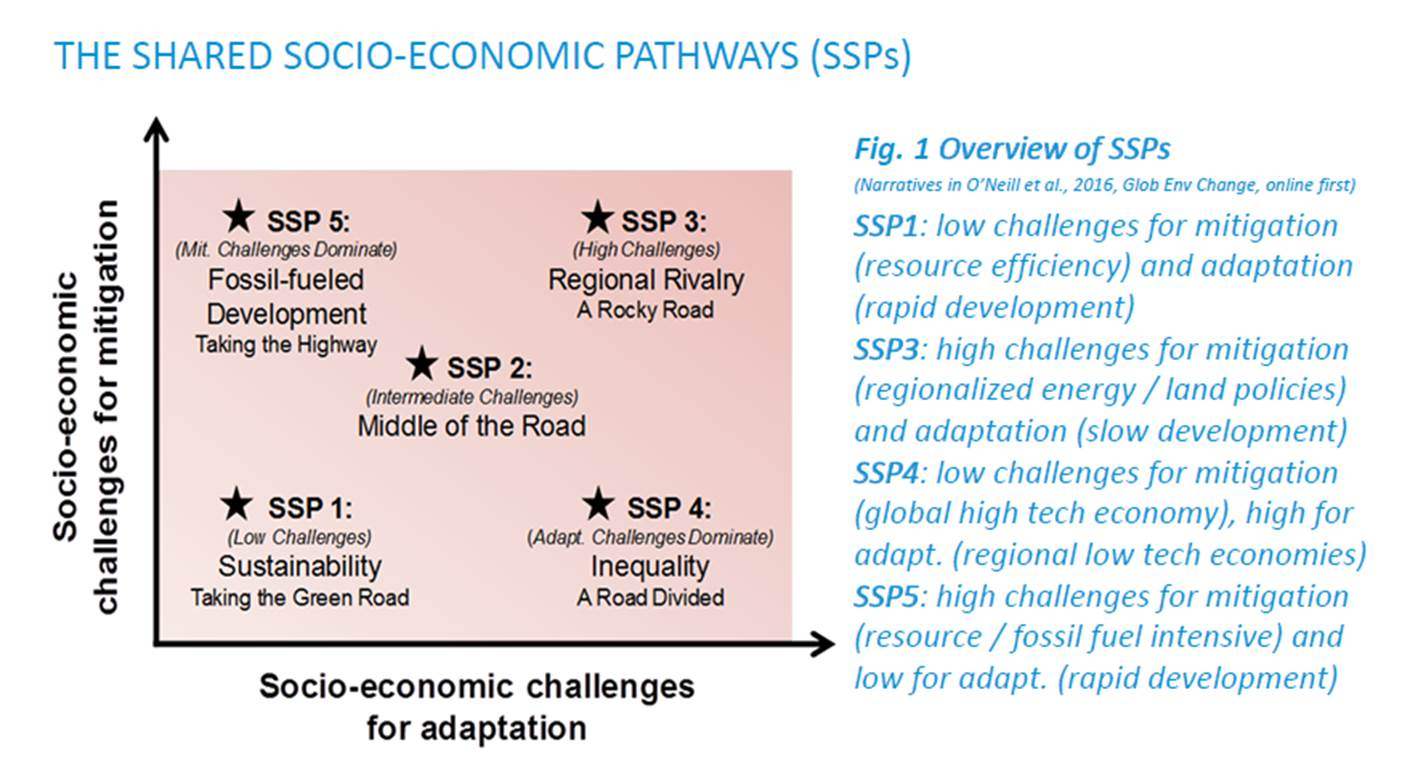 THE SHARED SOCIO-ECONOMIC PATHWAYS (SSPs)
Socio-economic
challenges for mitigation
SSP 5:
(Mit. Challenges Dominate)
Fossil-fueled
Development
Taking the Highway
SSP 3:
(High Challenges)
Regional Rivalry
A Rocky Road
SSP 2:
(Intermediate Challenges)
Middle of the Road
SSP 1:
(Low Challenges)
Sustainability
Taking the Green Road
SSP 4:
(Adapt. Challenges Dominate)
Inequality
A Road Divided
Socio-economic challenges
for adaptation
Fig. 1 Overview of SSPs
(Narratives in O’Neill et al., 2016, Glob Env Change, online first)
SSP1: low challenges for mitigation
(resource efficiency) and adaptation
(rapid development)
SSP3: high challenges for mitigation
(regionalized energy / land policies)
and adaptation (slow development)
SSP4: low challenges for mitigation
(global high tech economy), high for
adapt. (regional low tech economies)
SSP5: high challenges for mitigation
(resource / fossil fuel intensive) and
low for adapt. (rapid development)